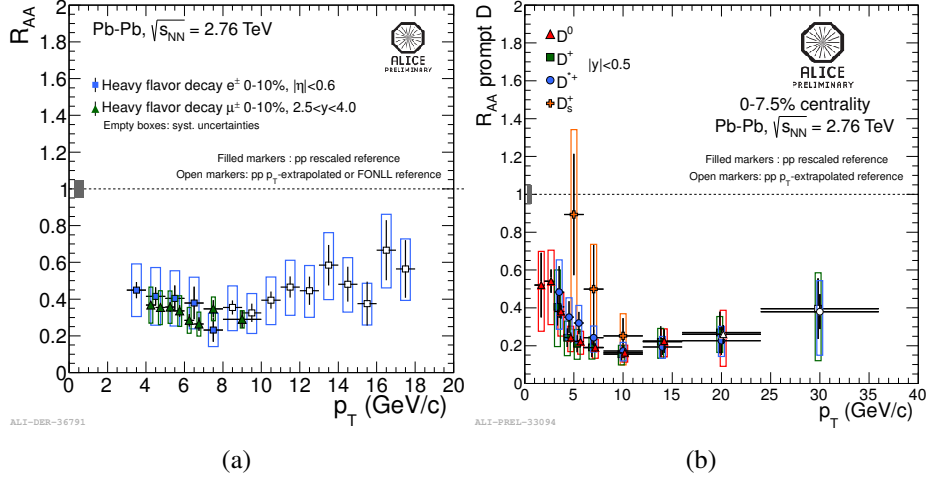 R_AA
2
1.8
1.6
1.4
1.2
1
0.8
0.6
0.4
0.2
0
Pb-Pb, √s_NN = 2.76 TeV
ALICE
PRELIMINARY
Heavy flavor decay e± 0-10%, |η|<0.6
Heavy flavor decay μ± 0-10%, 2.5<y<4.0
Empty boxes: syst. uncertainties
Filled markers : pp rescaled reference
Open markers: pp p_T-extrapolated or FONLL reference
0 2 4 6 8 10 12 14 16 18 20
p_T (GeV/c)
ALI-DER-36791
(a)
R_AA prompt D
2
1.8
1.6
1.4
1.2
1
0.8
0.6
0.4
0.2
0
D⁰
D⁺
D*⁺
D_s⁺
|y|<0.5
ALICE
PRELIMINARY
0-7.5% centrality
Pb-Pb, √s_NN = 2.76 TeV
Filled markers : pp rescaled reference
Open markers: pp p_T-extrapolated reference
0 5 10 15 20 25 30 35 40
p_T (GeV/c)
ALI-PREL-33094
(b)